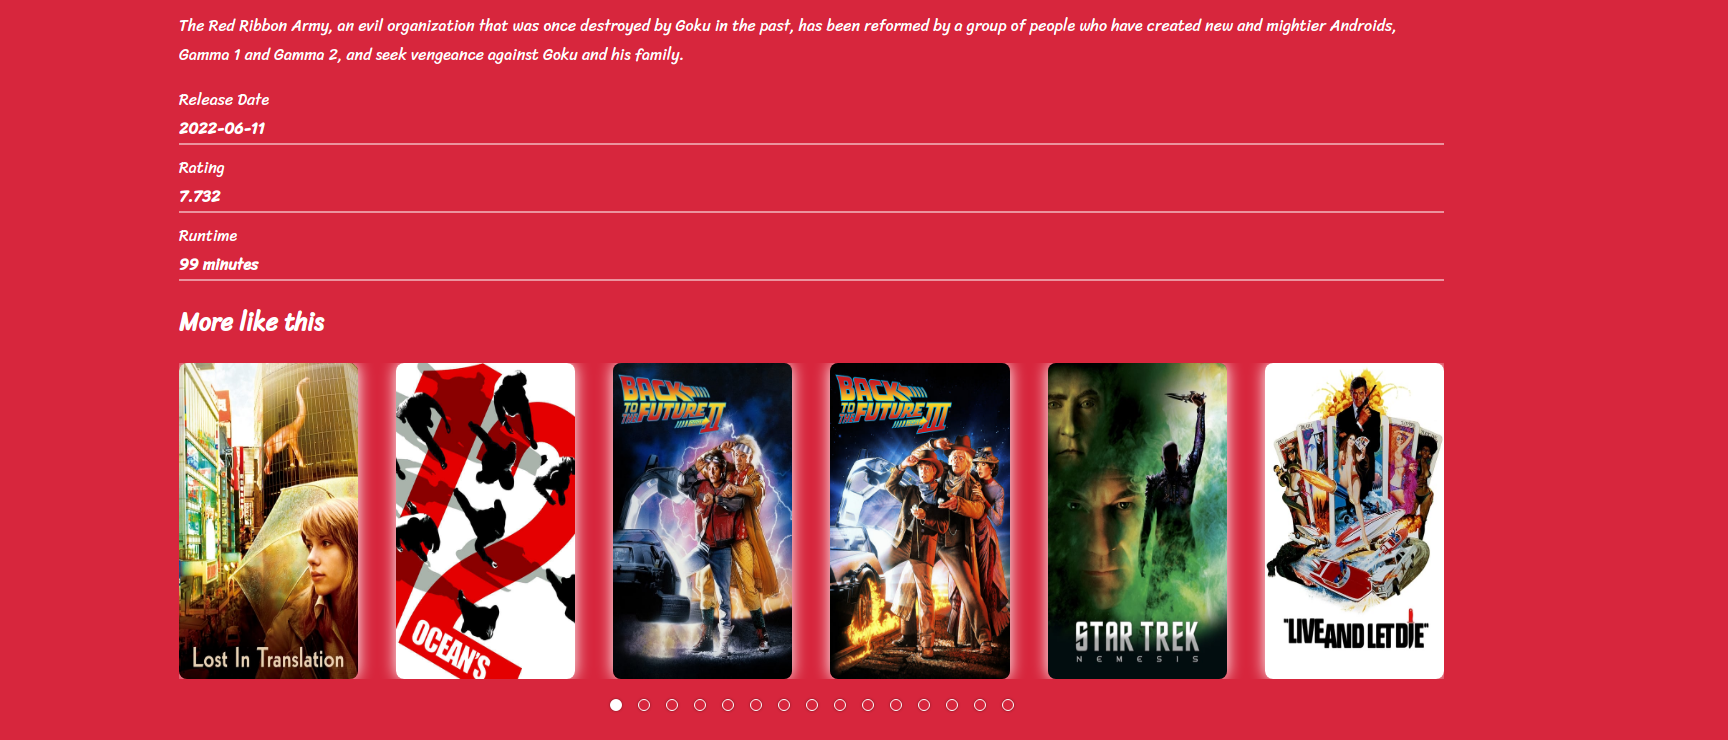 The Red Ribbon Army, an evil organization that was once destroyed by Goku in the past, has been reformed by a group of people who have created new and mightier Androids,
Gamma 1 and Gamma 2, and seek vengeance against Goku and his family.
Release Date
2022-06-11
Rating
7.732
Runtime
99 minutes
More like this
Lost In Translation
12
OCEAN'S
BACK
TO THE
FUTURE II
BACK
TO THE
FUTURE III
STAR TREK
NEMESIS
"LIVE AND LET DIE"